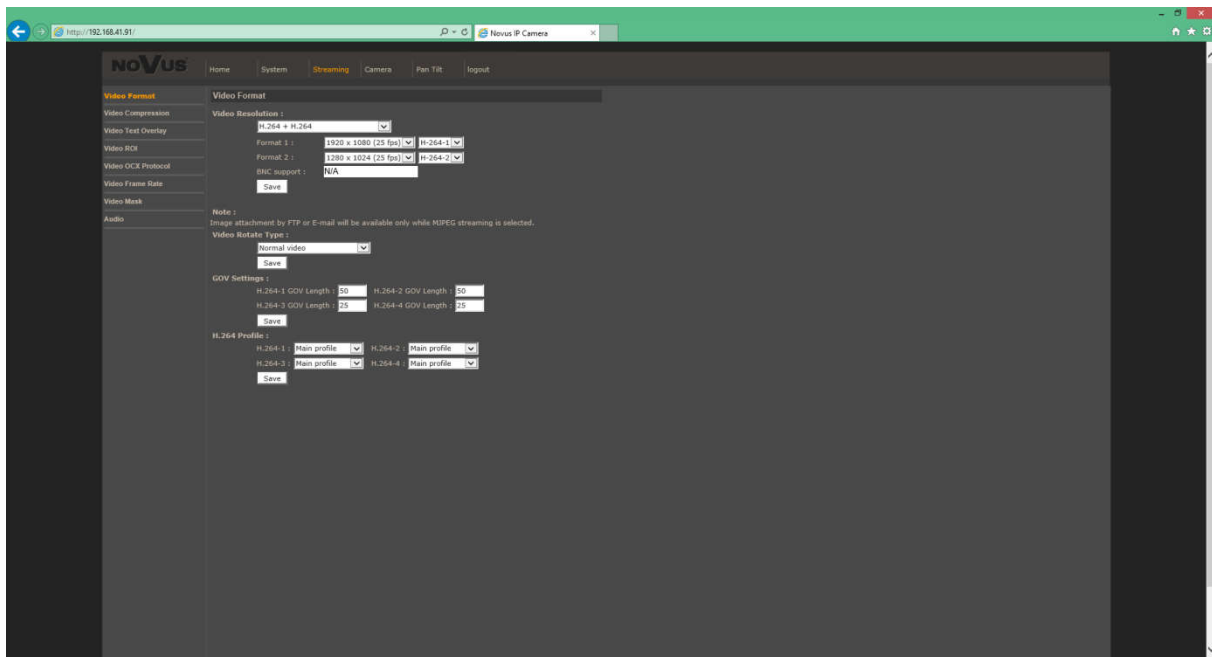 http://192.168.41.91/
Novus IP Camera
NOVUS
Home System Streaming Camera Pan Tilt logout
Video Format
Video Compression
Video Text Overlay
Video ROI
Video OCX Protocol
Video Frame Rate
Video Mask
Audio
Video Format
Video Resolution :
H.264 + H.264
Format 1 : 1920 x 1080 (25 fps) H-264-1
Format 2 : 1280 x 1024 (25 fps) H-264-2
BNC support : N/A
Save
Note :
Image attachment by FTP or E-mail will be available only while MJPEG streaming is selected.
Video Rotate Type :
Normal video
Save
GOV Settings :
H.264-1 GOV Length : 50 H.264-2 GOV Length : 50
H.264-3 GOV Length : 25 H.264-4 GOV Length : 25
Save
H.264 Profile :
H.264-1 : Main profile H.264-2 : Main profile
H.264-3 : Main profile H.264-4 : Main profile
Save